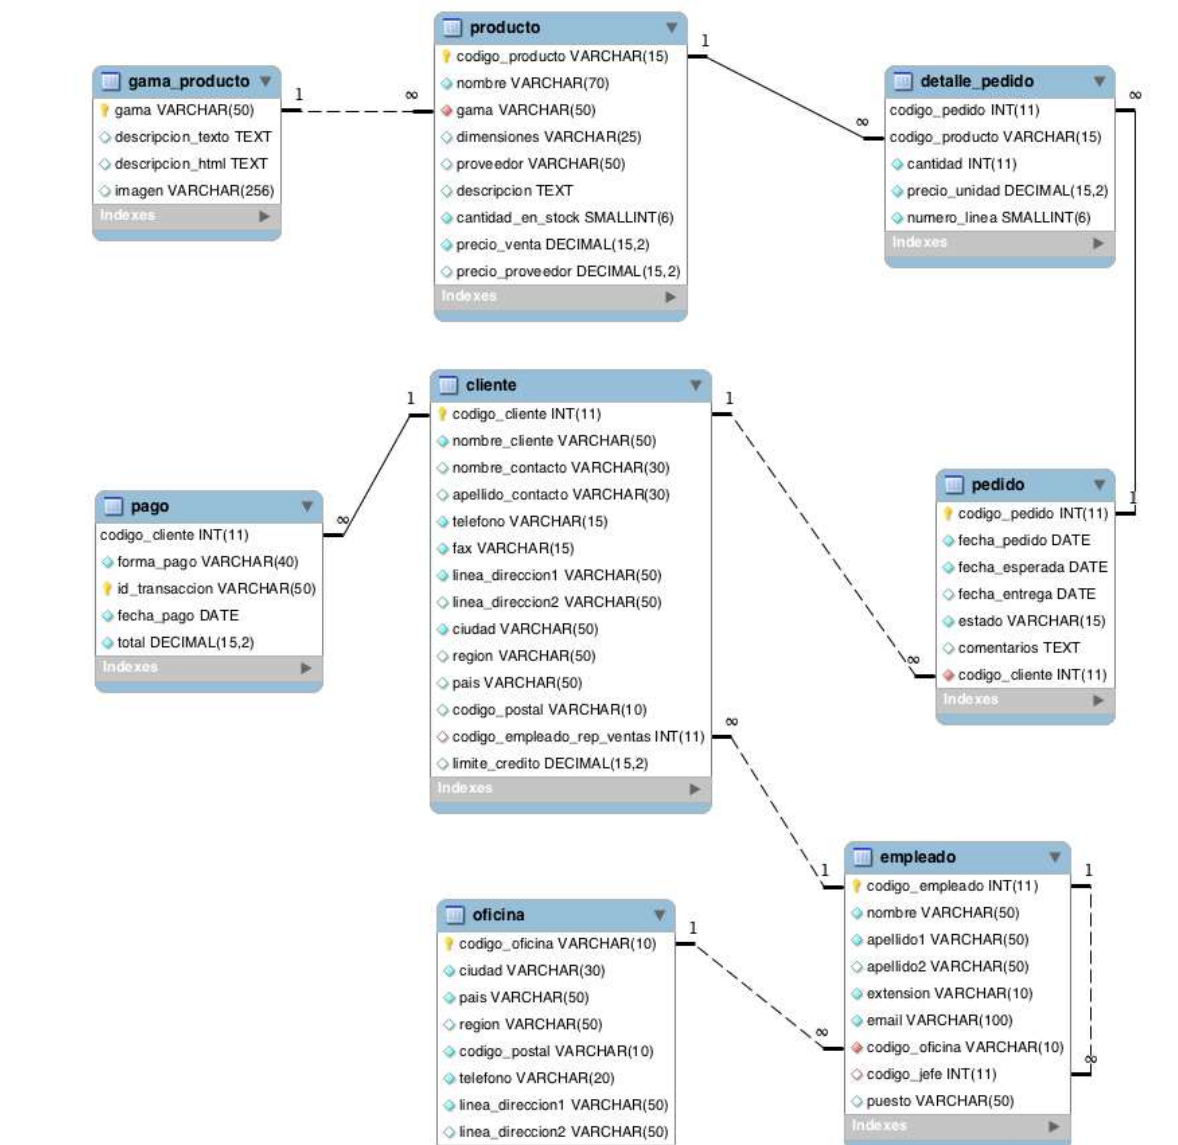 gama_producto
gama VARCHAR(50)
descripcion_texto TEXT
descripcion_html TEXT
imagen VARCHAR(256)
Indexes
1
∞
producto
codigo_producto VARCHAR(15)
nombre VARCHAR(70)
gama VARCHAR(50)
dimensiones VARCHAR(25)
proveedor VARCHAR(50)
descripcion TEXT
cantidad_en_stock SMALLINT(6)
precio_venta DECIMAL(15,2)
precio_proveedor DECIMAL(15,2)
Indexes
1
∞
detalle_pedido
codigo_pedido INT(11)
codigo_producto VARCHAR(15)
cantidad INT(11)
precio_unidad DECIMAL(15,2)
numero_linea SMALLINT(6)
Indexes
∞
1
pago
codigo_cliente INT(11)
forma_pago VARCHAR(40)
id_transaccion VARCHAR(50)
fecha_pago DATE
total DECIMAL(15,2)
Indexes
∞
1
cliente
codigo_cliente INT(11)
nombre_cliente VARCHAR(50)
nombre_contacto VARCHAR(30)
apellido_contacto VARCHAR(30)
telefono VARCHAR(15)
fax VARCHAR(15)
linea_direccion1 VARCHAR(50)
linea_direccion2 VARCHAR(50)
ciudad VARCHAR(50)
region VARCHAR(50)
pais VARCHAR(50)
codigo_postal VARCHAR(10)
codigo_empleado_rep_ventas INT(11)
limite_credito DECIMAL(15,2)
Indexes
1
∞
pedido
codigo_pedido INT(11)
fecha_pedido DATE
fecha_esperada DATE
fecha_entrega DATE
estado VARCHAR(15)
comentarios TEXT
codigo_cliente INT(11)
Indexes
∞
1
oficina
codigo_oficina VARCHAR(10)
ciudad VARCHAR(30)
pais VARCHAR(50)
region VARCHAR(50)
codigo_postal VARCHAR(10)
telefono VARCHAR(20)
linea_direccion1 VARCHAR(50)
linea_direccion2 VARCHAR(50)
1
∞
empleado
codigo_empleado INT(11)
nombre VARCHAR(50)
apellido1 VARCHAR(50)
apellido2 VARCHAR(50)
extension VARCHAR(10)
email VARCHAR(100)
codigo_oficina VARCHAR(10)
codigo_jefe INT(11)
puesto VARCHAR(50)
Indexes
1
∞